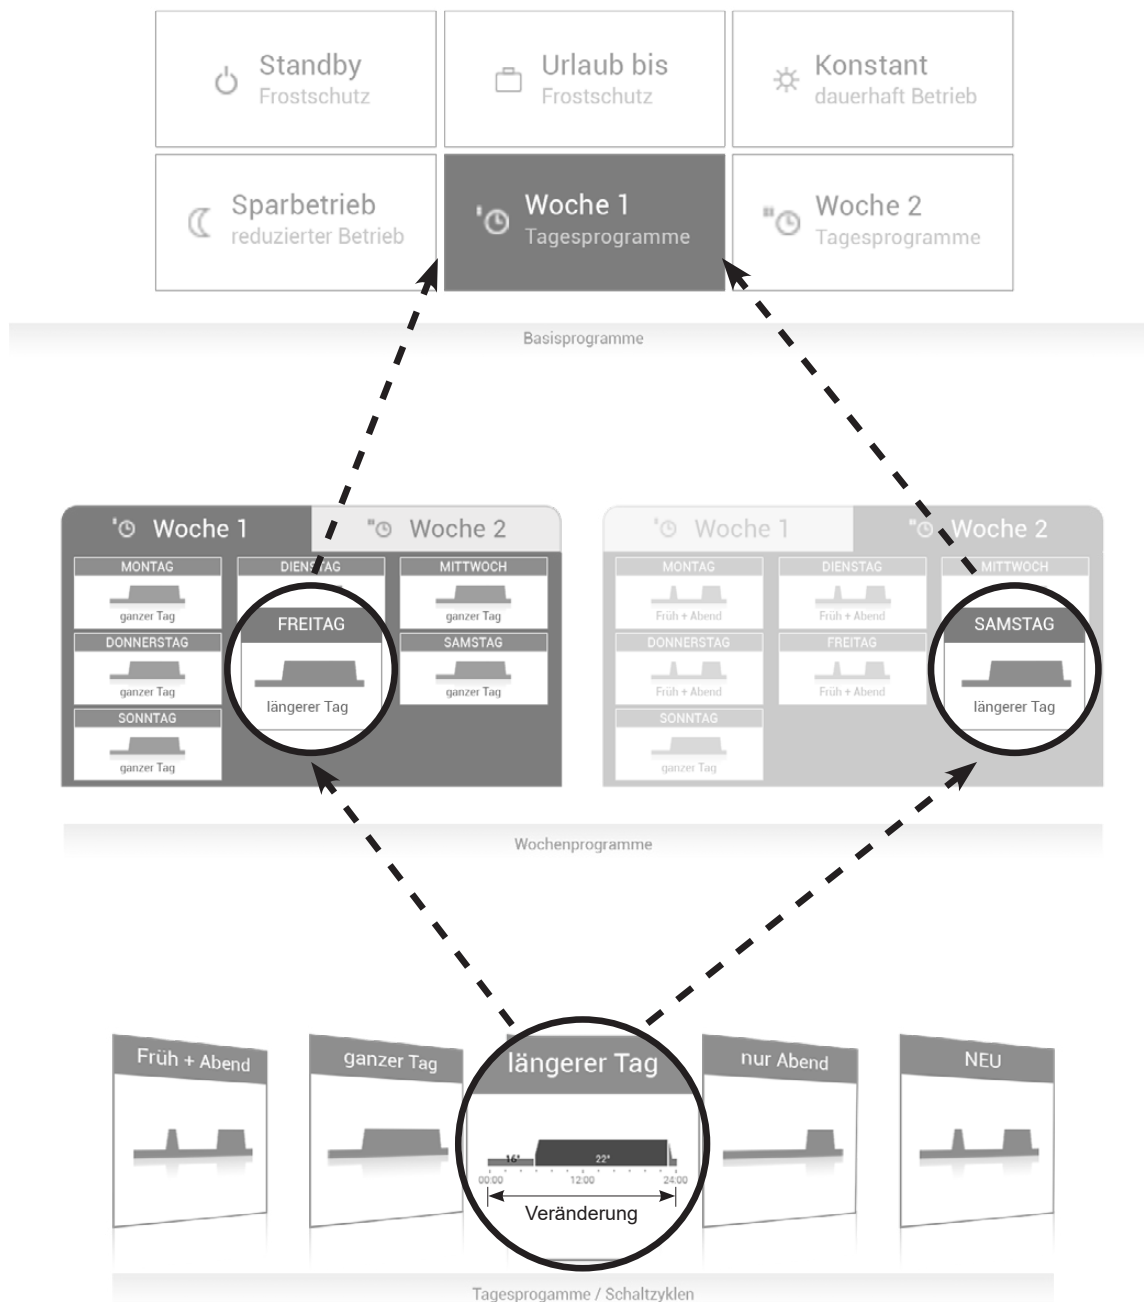 Standby
Frostschutz
Urlaub bis
Frostschutz
Konstant
dauerhaft Betrieb
Sparbetrieb
reduzierter Betrieb
Woche 1
Tagesprogramme
Woche 2
Tagesprogramme
Basisprogramme
Woche 1
Woche 2
MONTAG
ganzer Tag
DIENSTAG
MITTWOCH
ganzer Tag
DONNERSTAG
ganzer Tag
FREITAG
längerer Tag
SAMSTAG
ganzer Tag
SONNTAG
ganzer Tag
Woche 1
Woche 2
MONTAG
Früh + Abend
DIENSTAG
Früh + Abend
MITTWOCH
DONNERSTAG
Früh + Abend
FREITAG
Früh + Abend
SAMSTAG
längerer Tag
SONNTAG
ganzer Tag
Wochenprogramme
Früh + Abend
ganzer Tag
längerer Tag
16°
22°
00:00
12:00
24:00
Veränderung
nur Abend
NEU
Tagesprogamme / Schaltzyklen